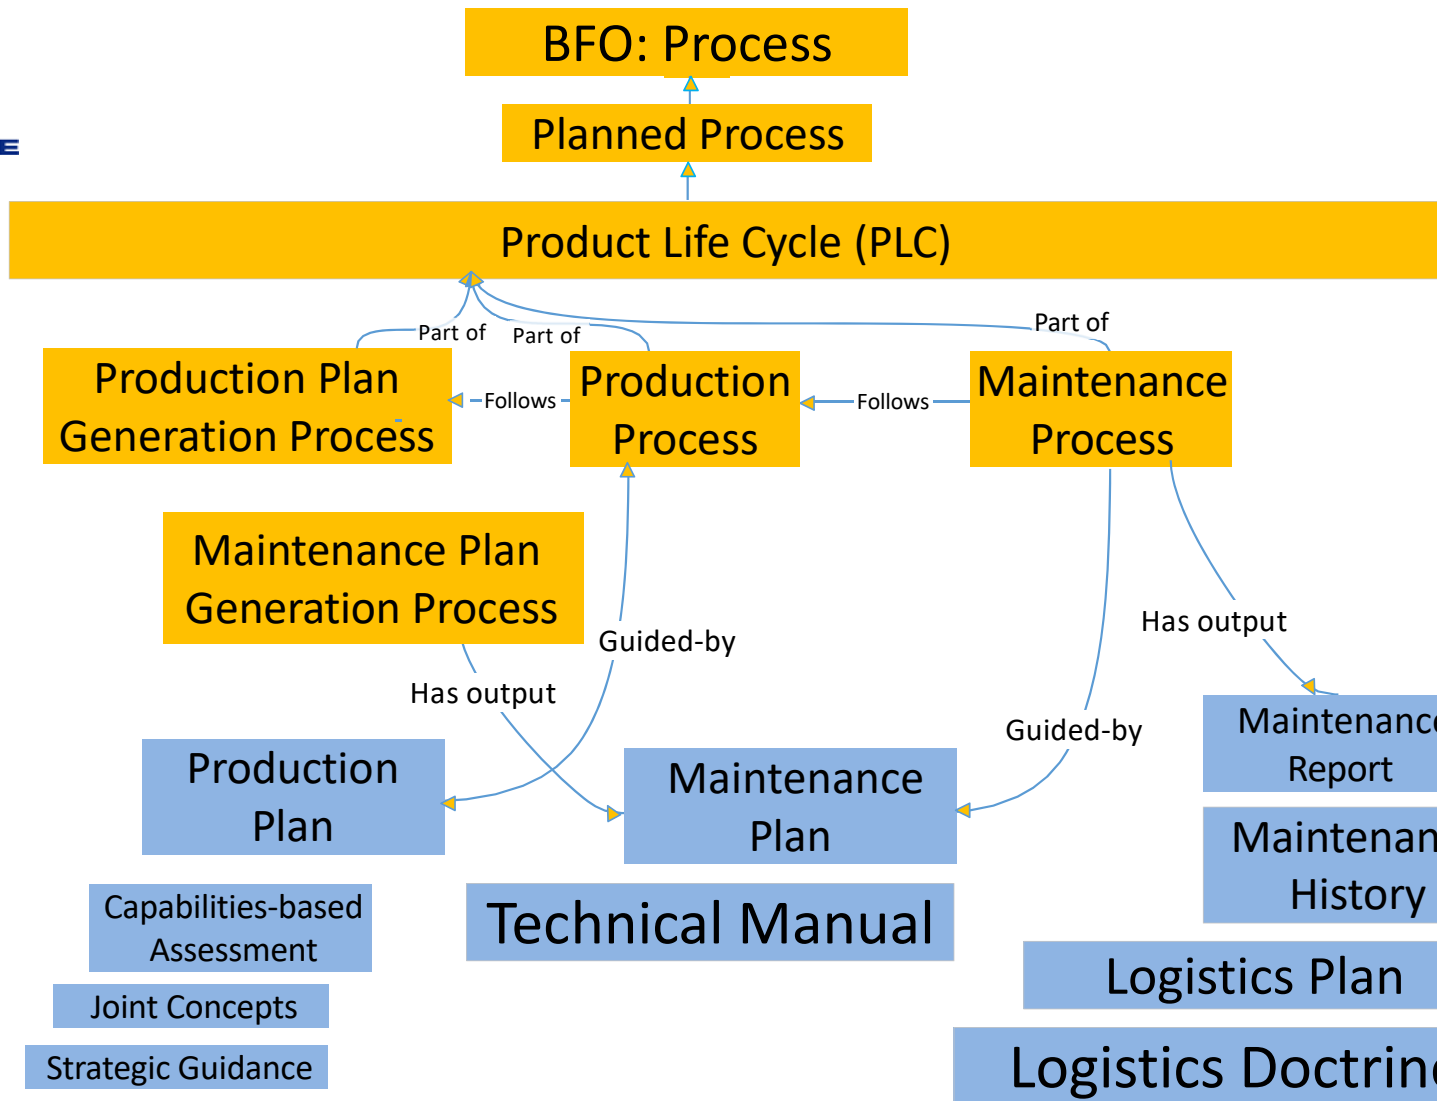 BFO: Process
Planned Process
E
Product Life Cycle (PLC)
Part of
Part of
Part of
Production Plan
Generation Process
Follows
Production
Process
Follows
Maintenance
Process
Maintenance Plan
Generation Process
Guided-by
Has output
Has output
Guided-by
Production
Plan
Maintenance
Plan
Maintenance
Report
Maintenan
History
Capabilities-based
Assessment
Technical Manual
Logistics Plan
Joint Concepts
Strategic Guidance
Logistics Doctrine